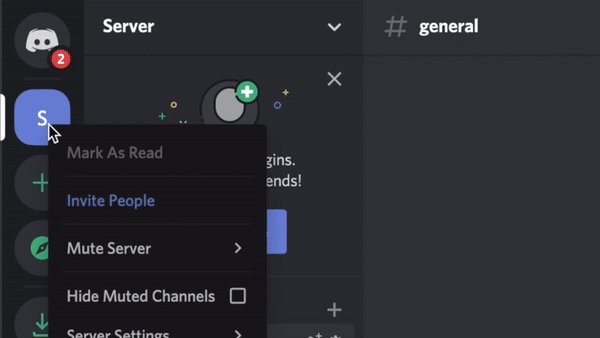 Server
general
2
S
Mark As Read
gins.
ends!
Invite People
Mute Server
Hide Muted Channels
Server Settings